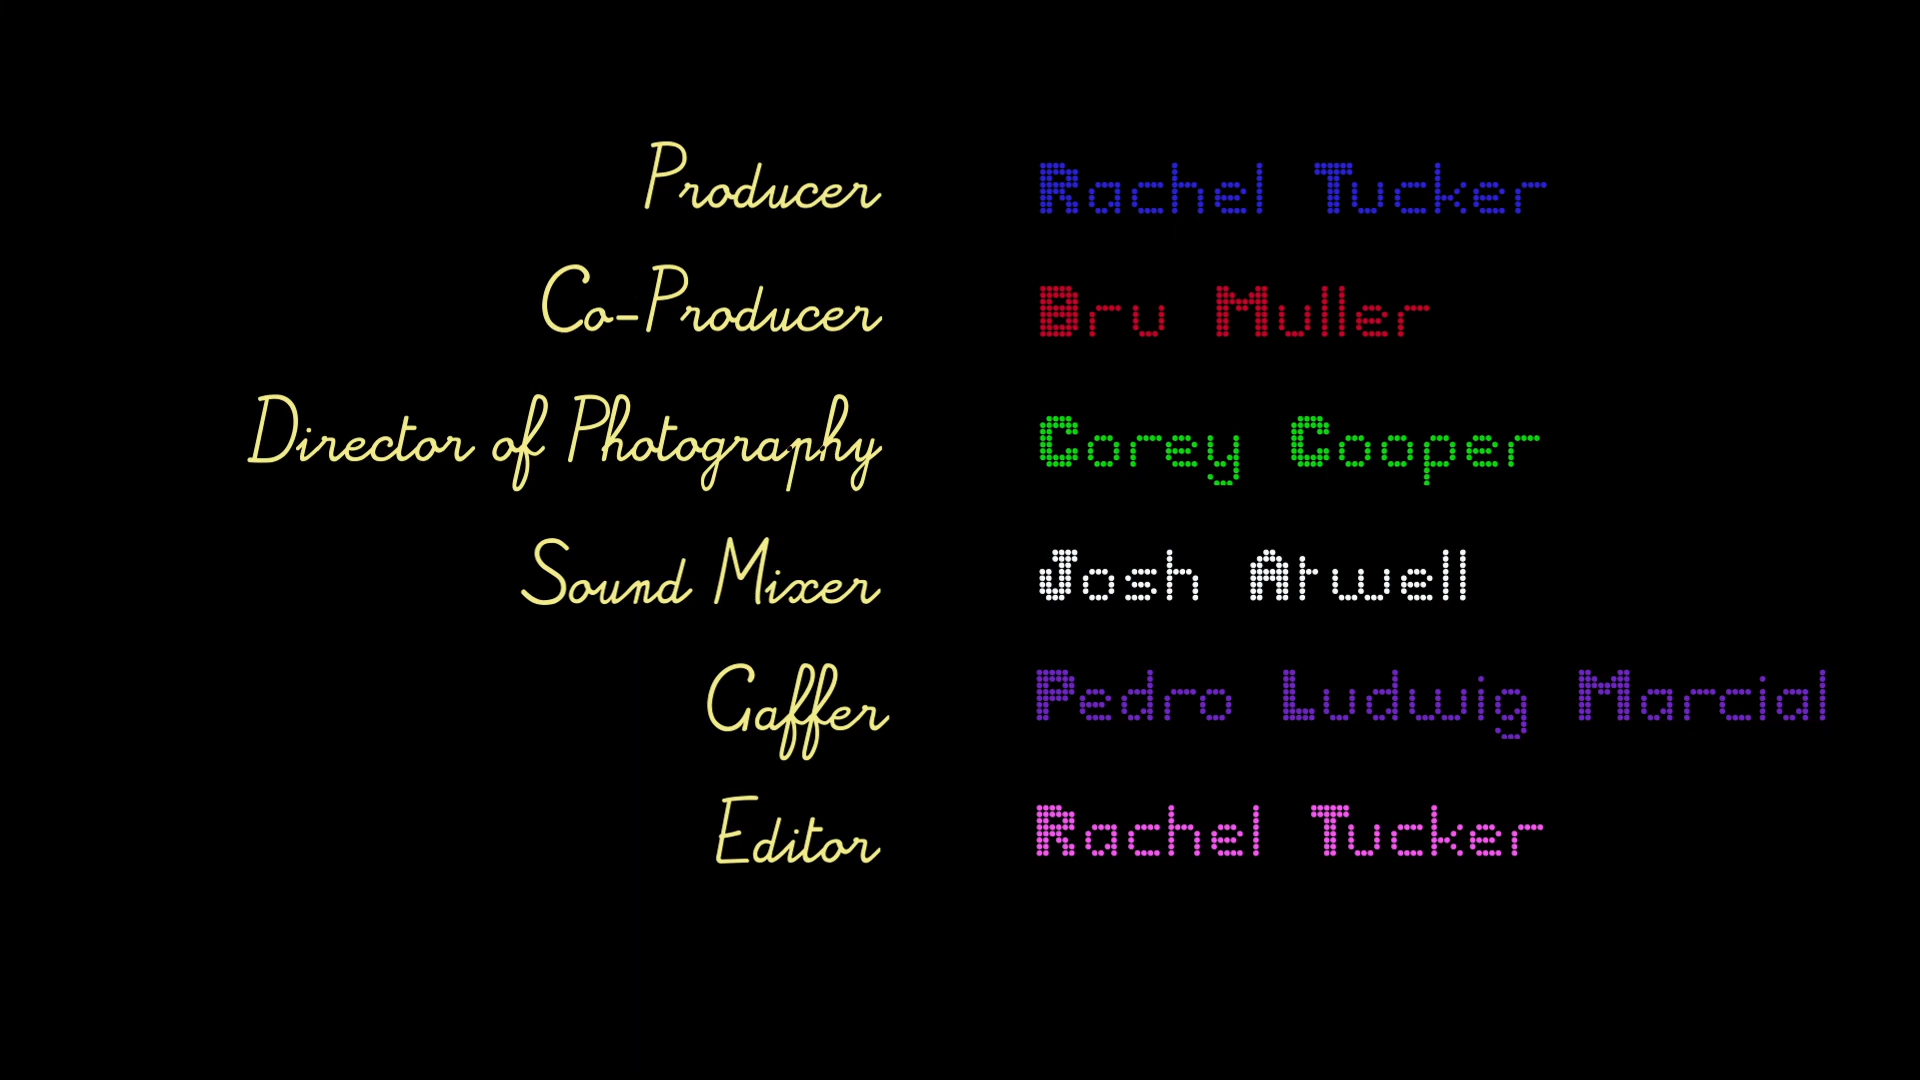 Producer Rachel Tucker
Co-Producer Bru Muller
Director of Photography Corey Cooper
Sound Mixer Josh Atwell
Gaffer Pedro Ludwig Marcial
Editor Rachel Tucker